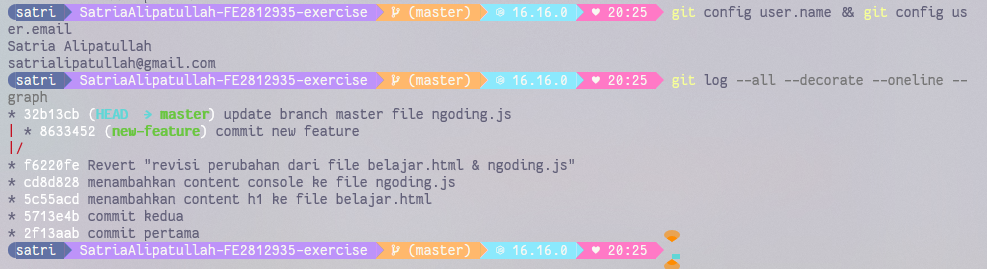 satri SatriaAlipatullah-FE2812935-exercise (master) 16.16.0 ♥ 20:25 git config user.name && git config us
er.email
Satria Alipatullah
satrialipatullah@gmail.com
satri SatriaAlipatullah-FE2812935-exercise (master) 16.16.0 ♥ 20:25 git log --all --decorate --oneline --
graph
* 32b13cb (HEAD → master) update branch master file ngoding.js
| * 8633452 (new-feature) commit new feature
|/
* f6220fe Revert "revisi perubahan dari file belajar.html & ngoding.js"
* cd8d828 menambahkan content console ke file ngoding.js
* 5c55acd menambahkan content h1 ke file belajar.html
* 5713e4b commit kedua
* 2f13aab commit pertama
satri SatriaAlipatullah-FE2812935-exercise (master) 16.16.0 ♥ 20:25